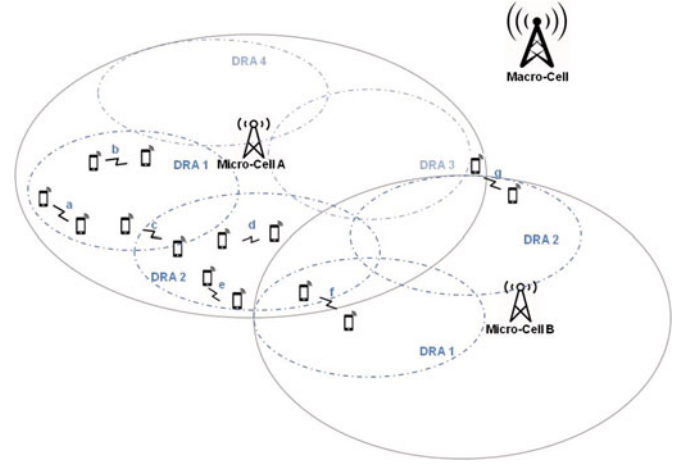 DRA 4
Macro-Cell
b
DRA 1
Micro-Cell A
DRA 3
g
a
c
d
DRA 2
DRA 2
e
f
Micro-Cell B
DRA 1